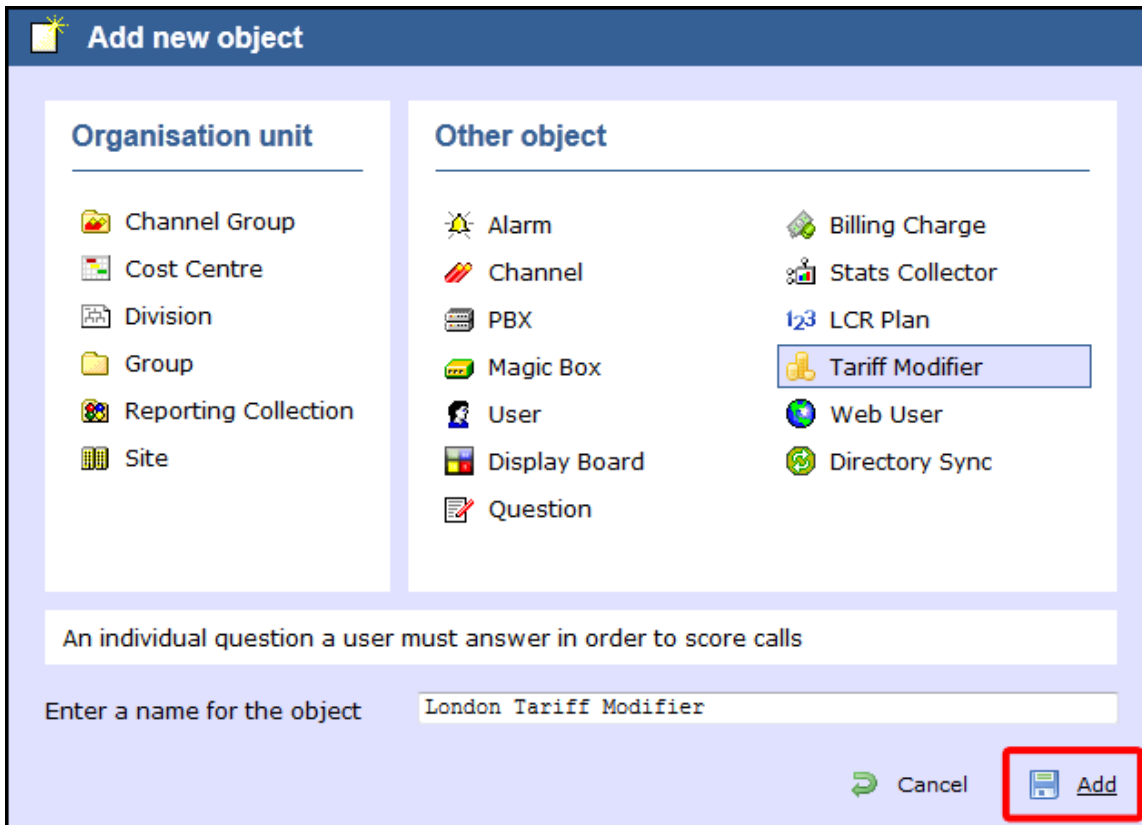 Add new object
Organisation unit
Channel Group
Cost Centre
Division
Group
Reporting Collection
Site
Other object
Alarm
Channel
PBX
Magic Box
User
Display Board
Question
Billing Charge
Stats Collector
123 LCR Plan
Tariff Modifier
Web User
Directory Sync
An individual question a user must answer in order to score calls
Enter a name for the object
London Tariff Modifier
Cancel
Add